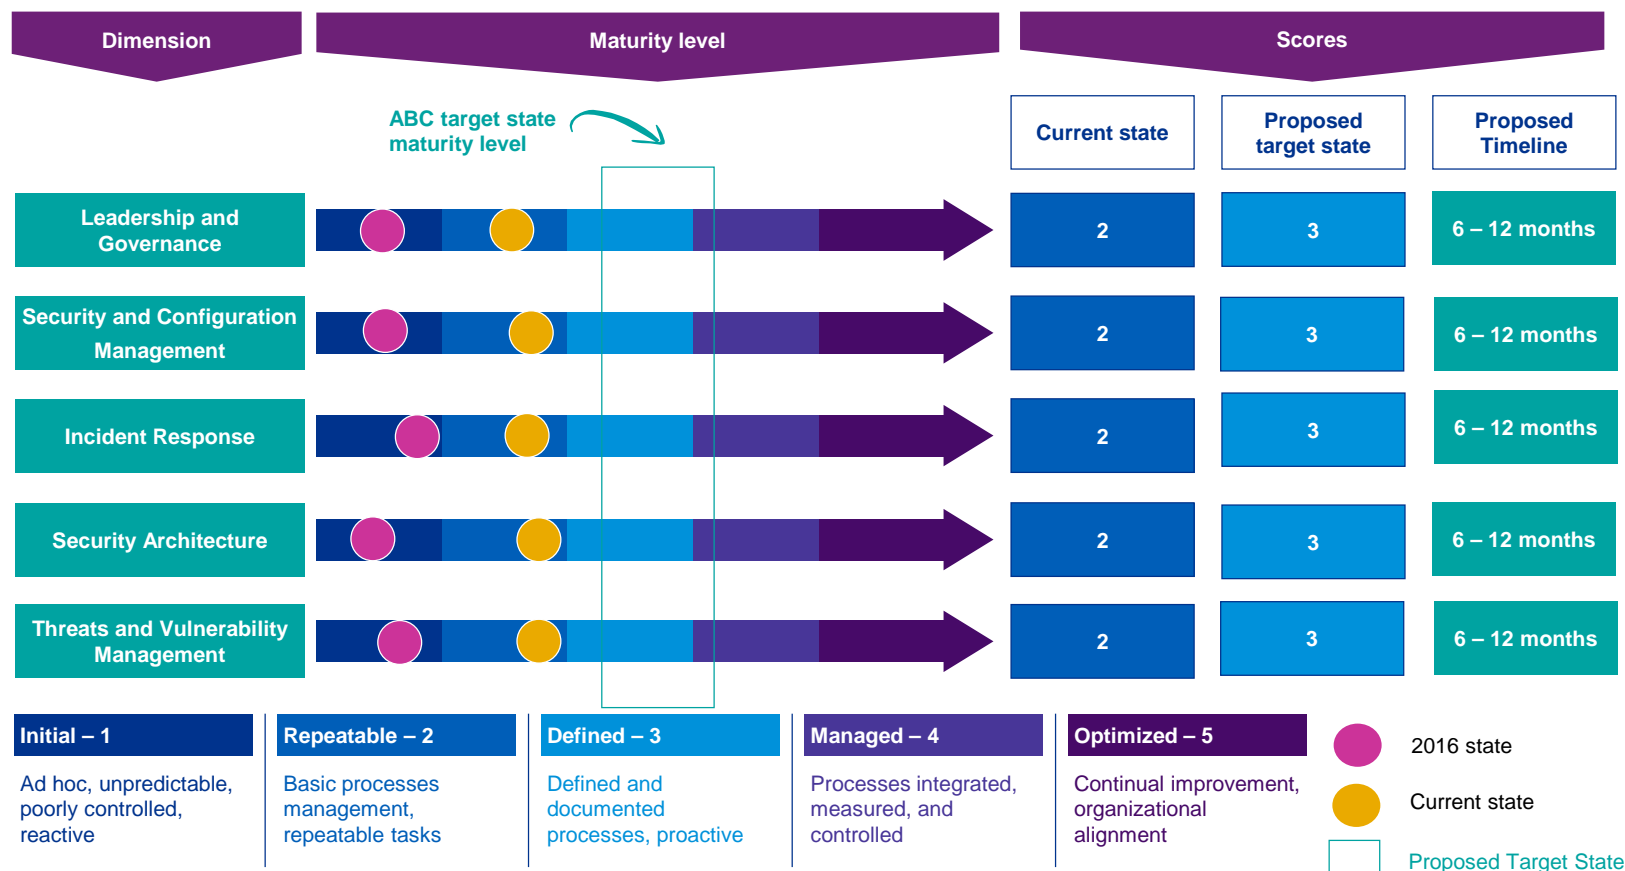 Dimension
Maturity level
Scores
ABC target state
maturity level
Current state
Proposed
target state
Proposed
Timeline
Leadership and
Governance
2
3
6 – 12 months
Security and Configuration
Management
2
3
6 – 12 months
Incident Response
2
3
6 – 12 months
Security Architecture
2
3
6 – 12 months
Threats and Vulnerability
Management
2
3
6 – 12 months
Initial – 1
Ad hoc, unpredictable,
poorly controlled,
reactive
Repeatable – 2
Basic processes
management,
repeatable tasks
Defined – 3
Defined and
documented
processes, proactive
Managed – 4
Processes integrated,
measured, and
controlled
Optimized – 5
Continual improvement,
organizational
alignment
2016 state
Current state
Proposed Target State